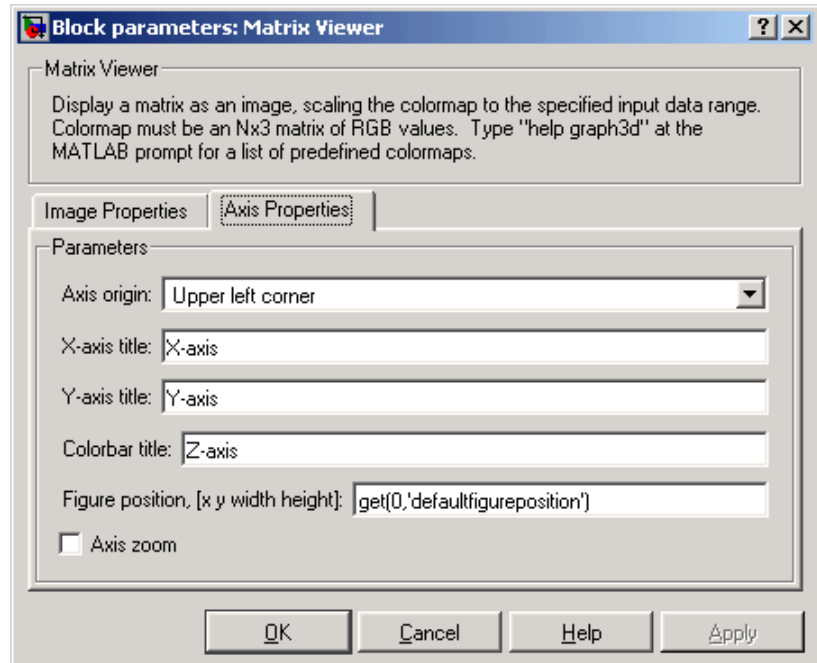 Block parameters: Matrix Viewer
Matrix Viewer
Display a matrix as an image, scaling the colormap to the specified input data range.
Colormap must be an Nx3 matrix of RGB values.  Type "help graph3d" at the
MATLAB prompt for a list of predefined colormaps.
Image Properties Axis Properties
Parameters
Axis origin: Upper left corner
X-axis title: X-axis
Y-axis title: Y-axis
Colorbar title: Z-axis
Figure position, [x y width height]: get(0,'defaultfigureposition')
Axis zoom
OK Cancel Help Apply